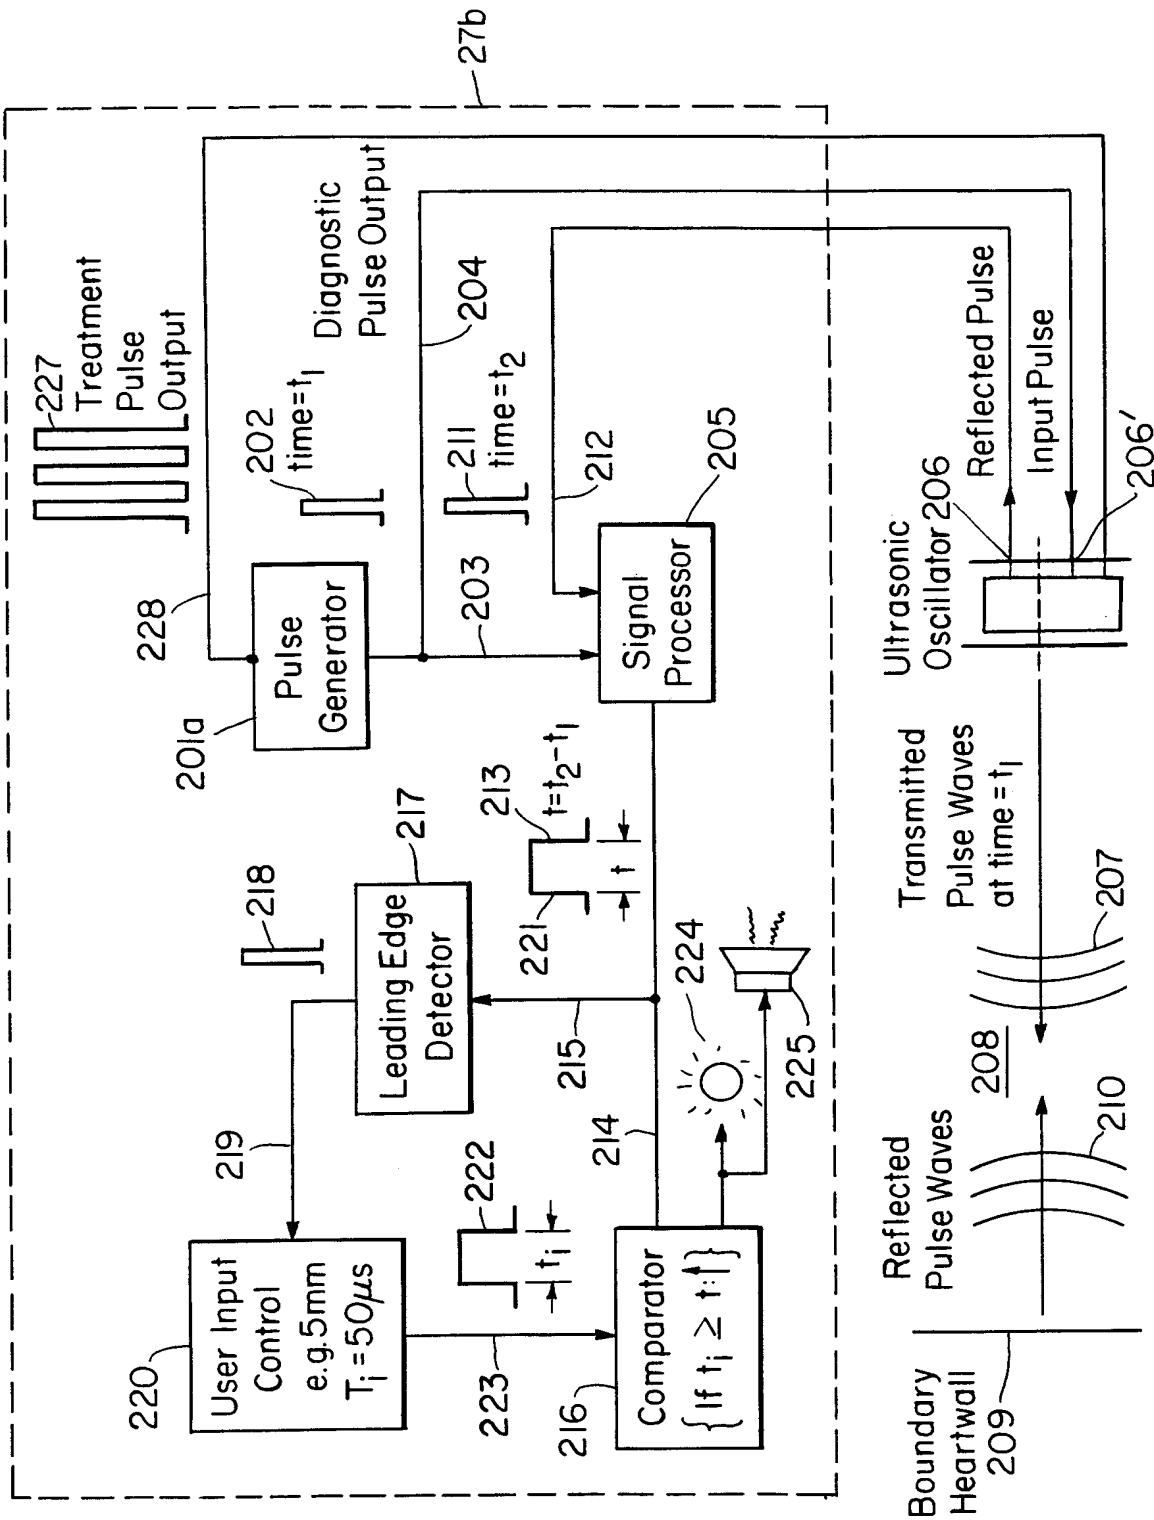 27b
227
Treatment
Pulse
Output
228
202
time=t1
Diagnostic
Pulse Output
204
201a
Pulse
Generator
203
211
time=t2
212
205
Signal
Processor
218
217
Leading Edge
Detector
213
t=t2-t1
t
221
215
219
214
220
User Input
Control
e.g.5mm
Ti=50µs
222
ti
223
216
Comparator
{If ti ≥ t:↑}
224
225
Reflected Pulse
Input Pulse
206'
Ultrasonic
Oscillator 206
Transmitted
Pulse Waves
at time = t1
207
208
Reflected
Pulse Waves
210
Boundary
Heartwall
209